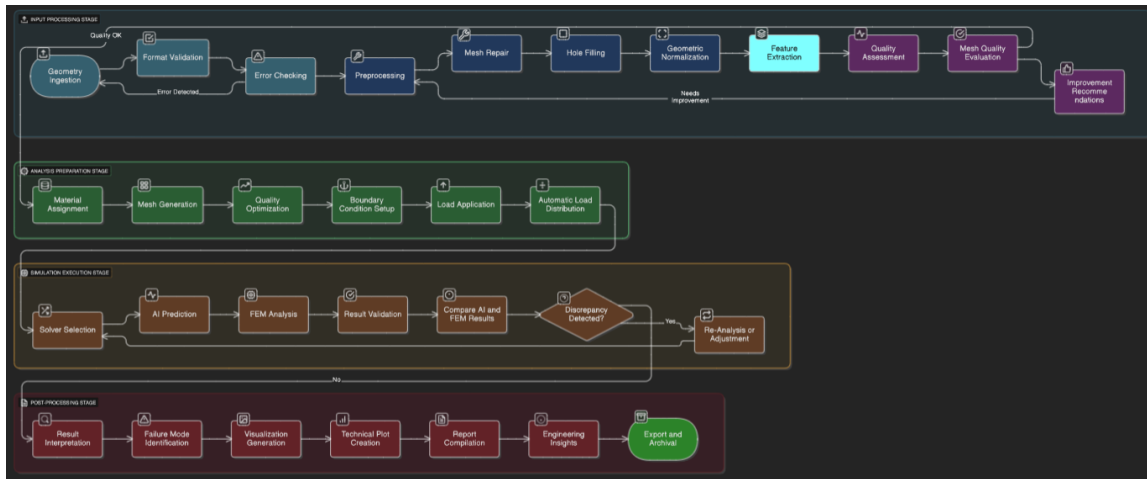 INPUT PROCESSING STAGE
Quality OK
Geometry
Ingestion
Format Validation
Error Checking
Error Detected
Preprocessing
Mesh Repair
Hole Filling
Geometric
Normalization
Feature
Extraction
Quality
Assessment
Mesh Quality
Evaluation
Improvement
Recomme
ndations
Needs
Improvement
ANALYSIS PREPARATION STAGE
Material
Assignment
Mesh Generation
Quality
Optimization
Boundary
Condition Setup
Load Application
Automatic Load
Distribution
SIMULATION EXECUTION STAGE
Solver Selection
AI Prediction
FEM Analysis
Result Validation
Compare AI and
FEM Results
Discrepancy
Detected?
Yes
Re-Analysis or
Adjustment
No
POST-PROCESSING STAGE
Result
Interpretation
Failure Mode
Identification
Visualization
Generation
Technical Plot
Creation
Report
Compilation
Engineering
Insights
Export and
Archival